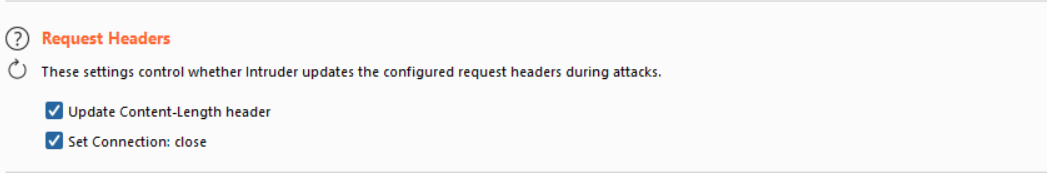 Request Headers
These settings control whether Intruder updates the configured request headers during attacks.
Update Content-Length header
Set Connection: close